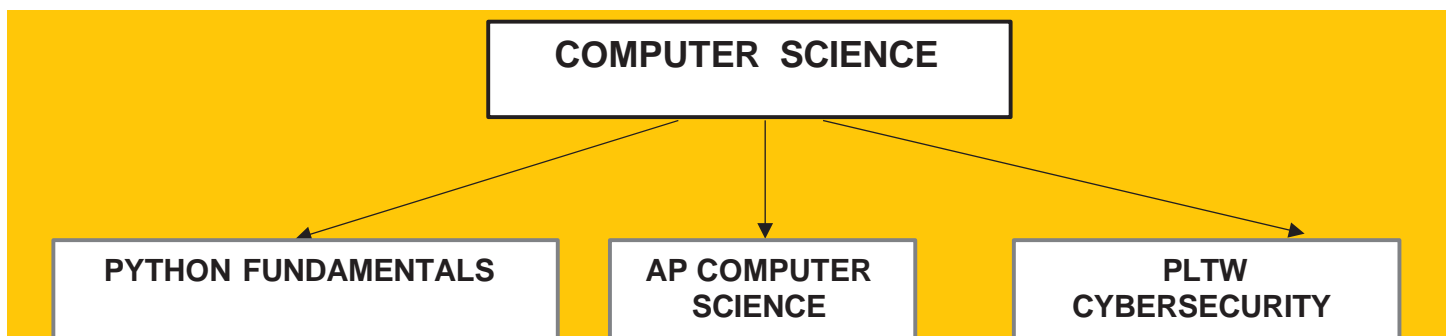 COMPUTER SCIENCE
PYTHON FUNDAMENTALS
AP COMPUTER
SCIENCE
PLTW
CYBERSECURITY